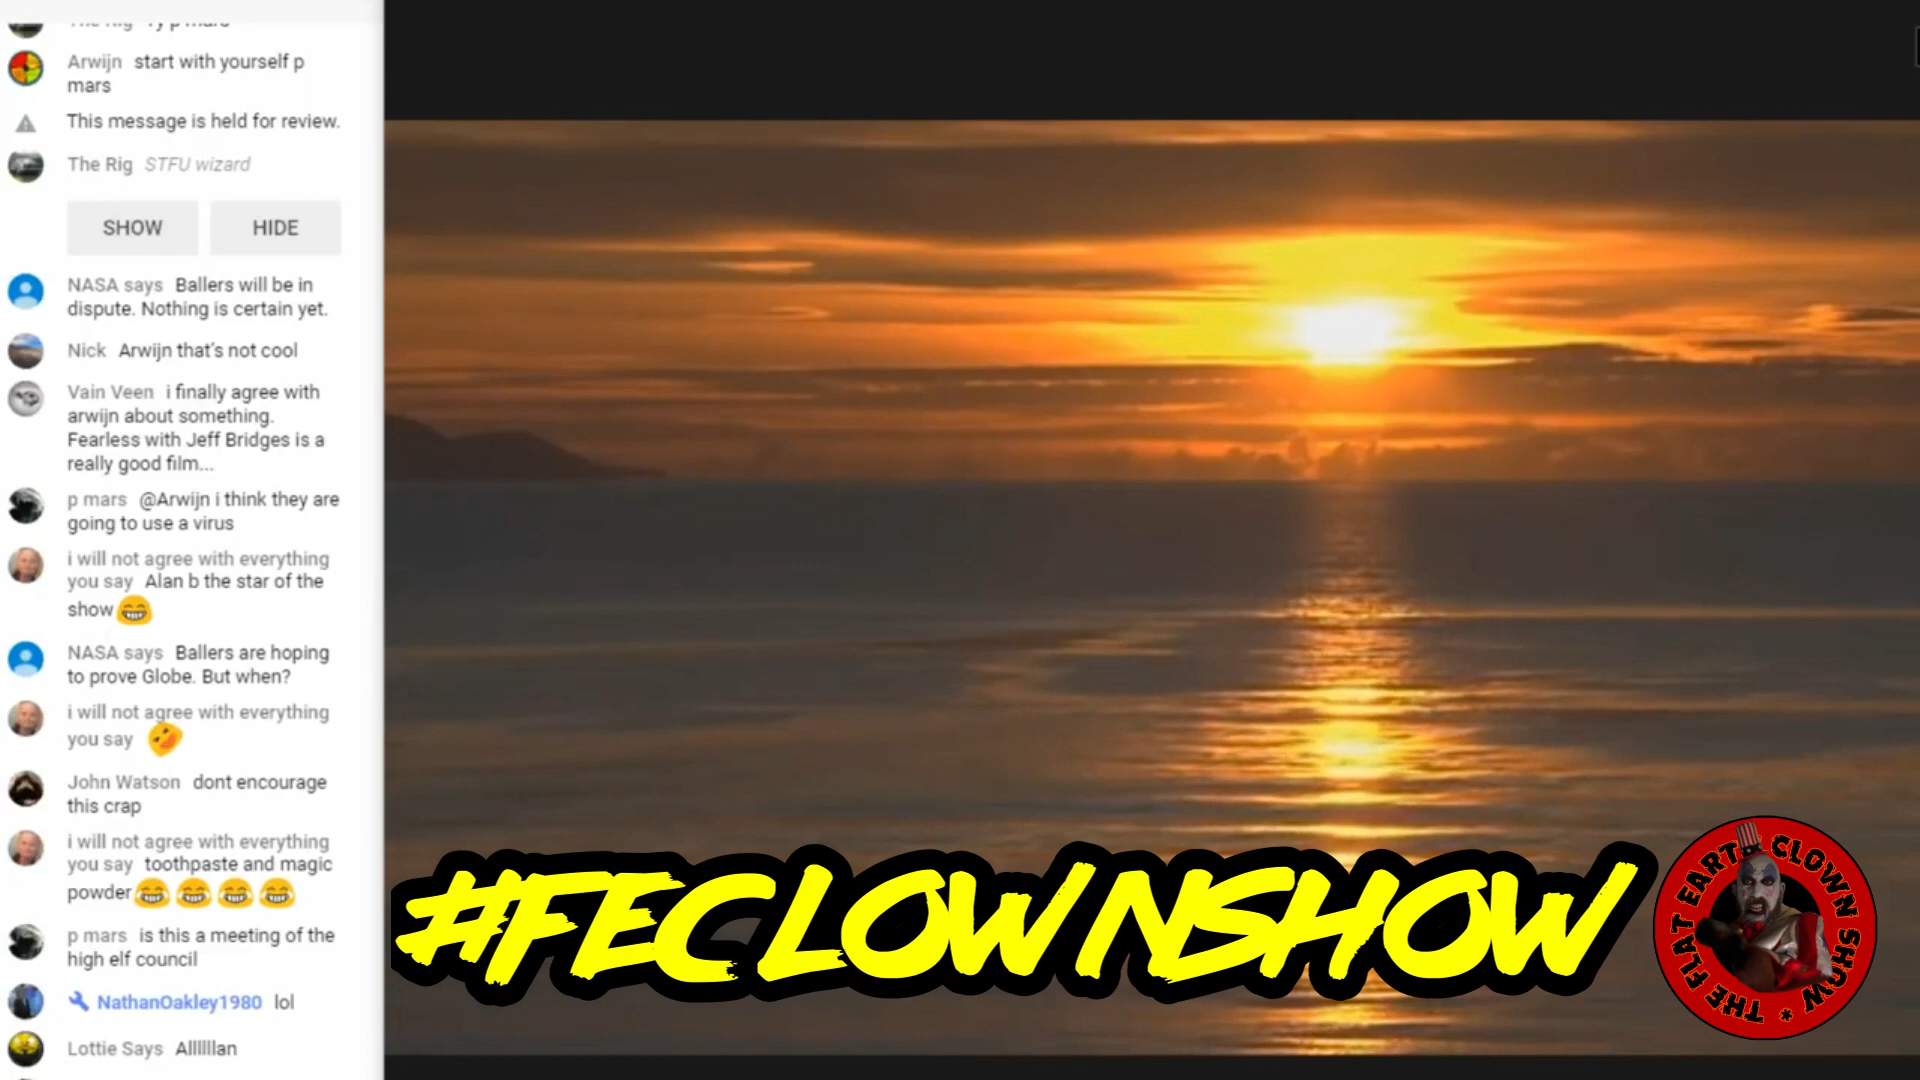 The Rig Ty p mars
Arwijn start with yourself p
mars
This message is held for review.
The Rig STFU wizard
SHOW HIDE
NASA says Ballers will be in
dispute. Nothing is certain yet.
Nick Arwijn that's not cool
Vain Veen i finally agree with
arwijn about something.
Fearless with Jeff Bridges is a
really good film...
p mars @Arwijn i think they are
going to use a virus
i will not agree with everything
you say Alan b the star of the
show😁
NASA says Ballers are hoping
to prove Globe. But when?
i will not agree with everything
you say 🤣
John Watson dont encourage
this crap
i will not agree with everything
you say toothpaste and magic
powder😂😂😂😂
p mars is this a meeting of the
high elf council
NathanOakley1980 lol
Lottie Says Allllllan
#FECLOWNSHOW
THE FLAT EARTH CLOWN SHOW *